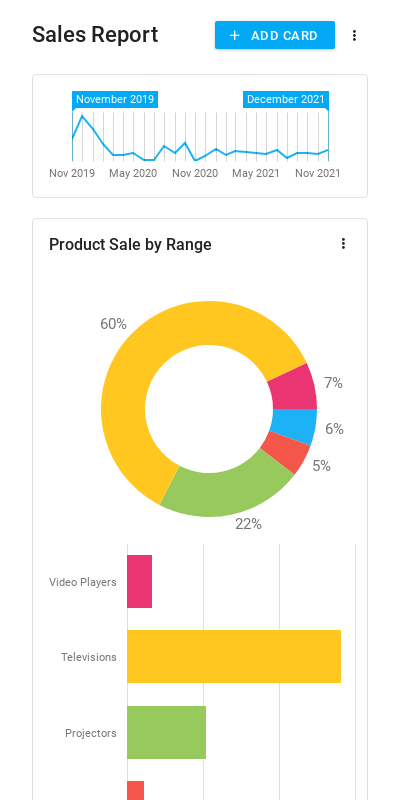 Sales Report
+ ADD CARD
November 2019
December 2021
Nov 2019 May 2020 Nov 2020 May 2021 Nov 2021
Product Sale by Range
60%
7%
6%
5%
22%
Video Players
Televisions
Projectors